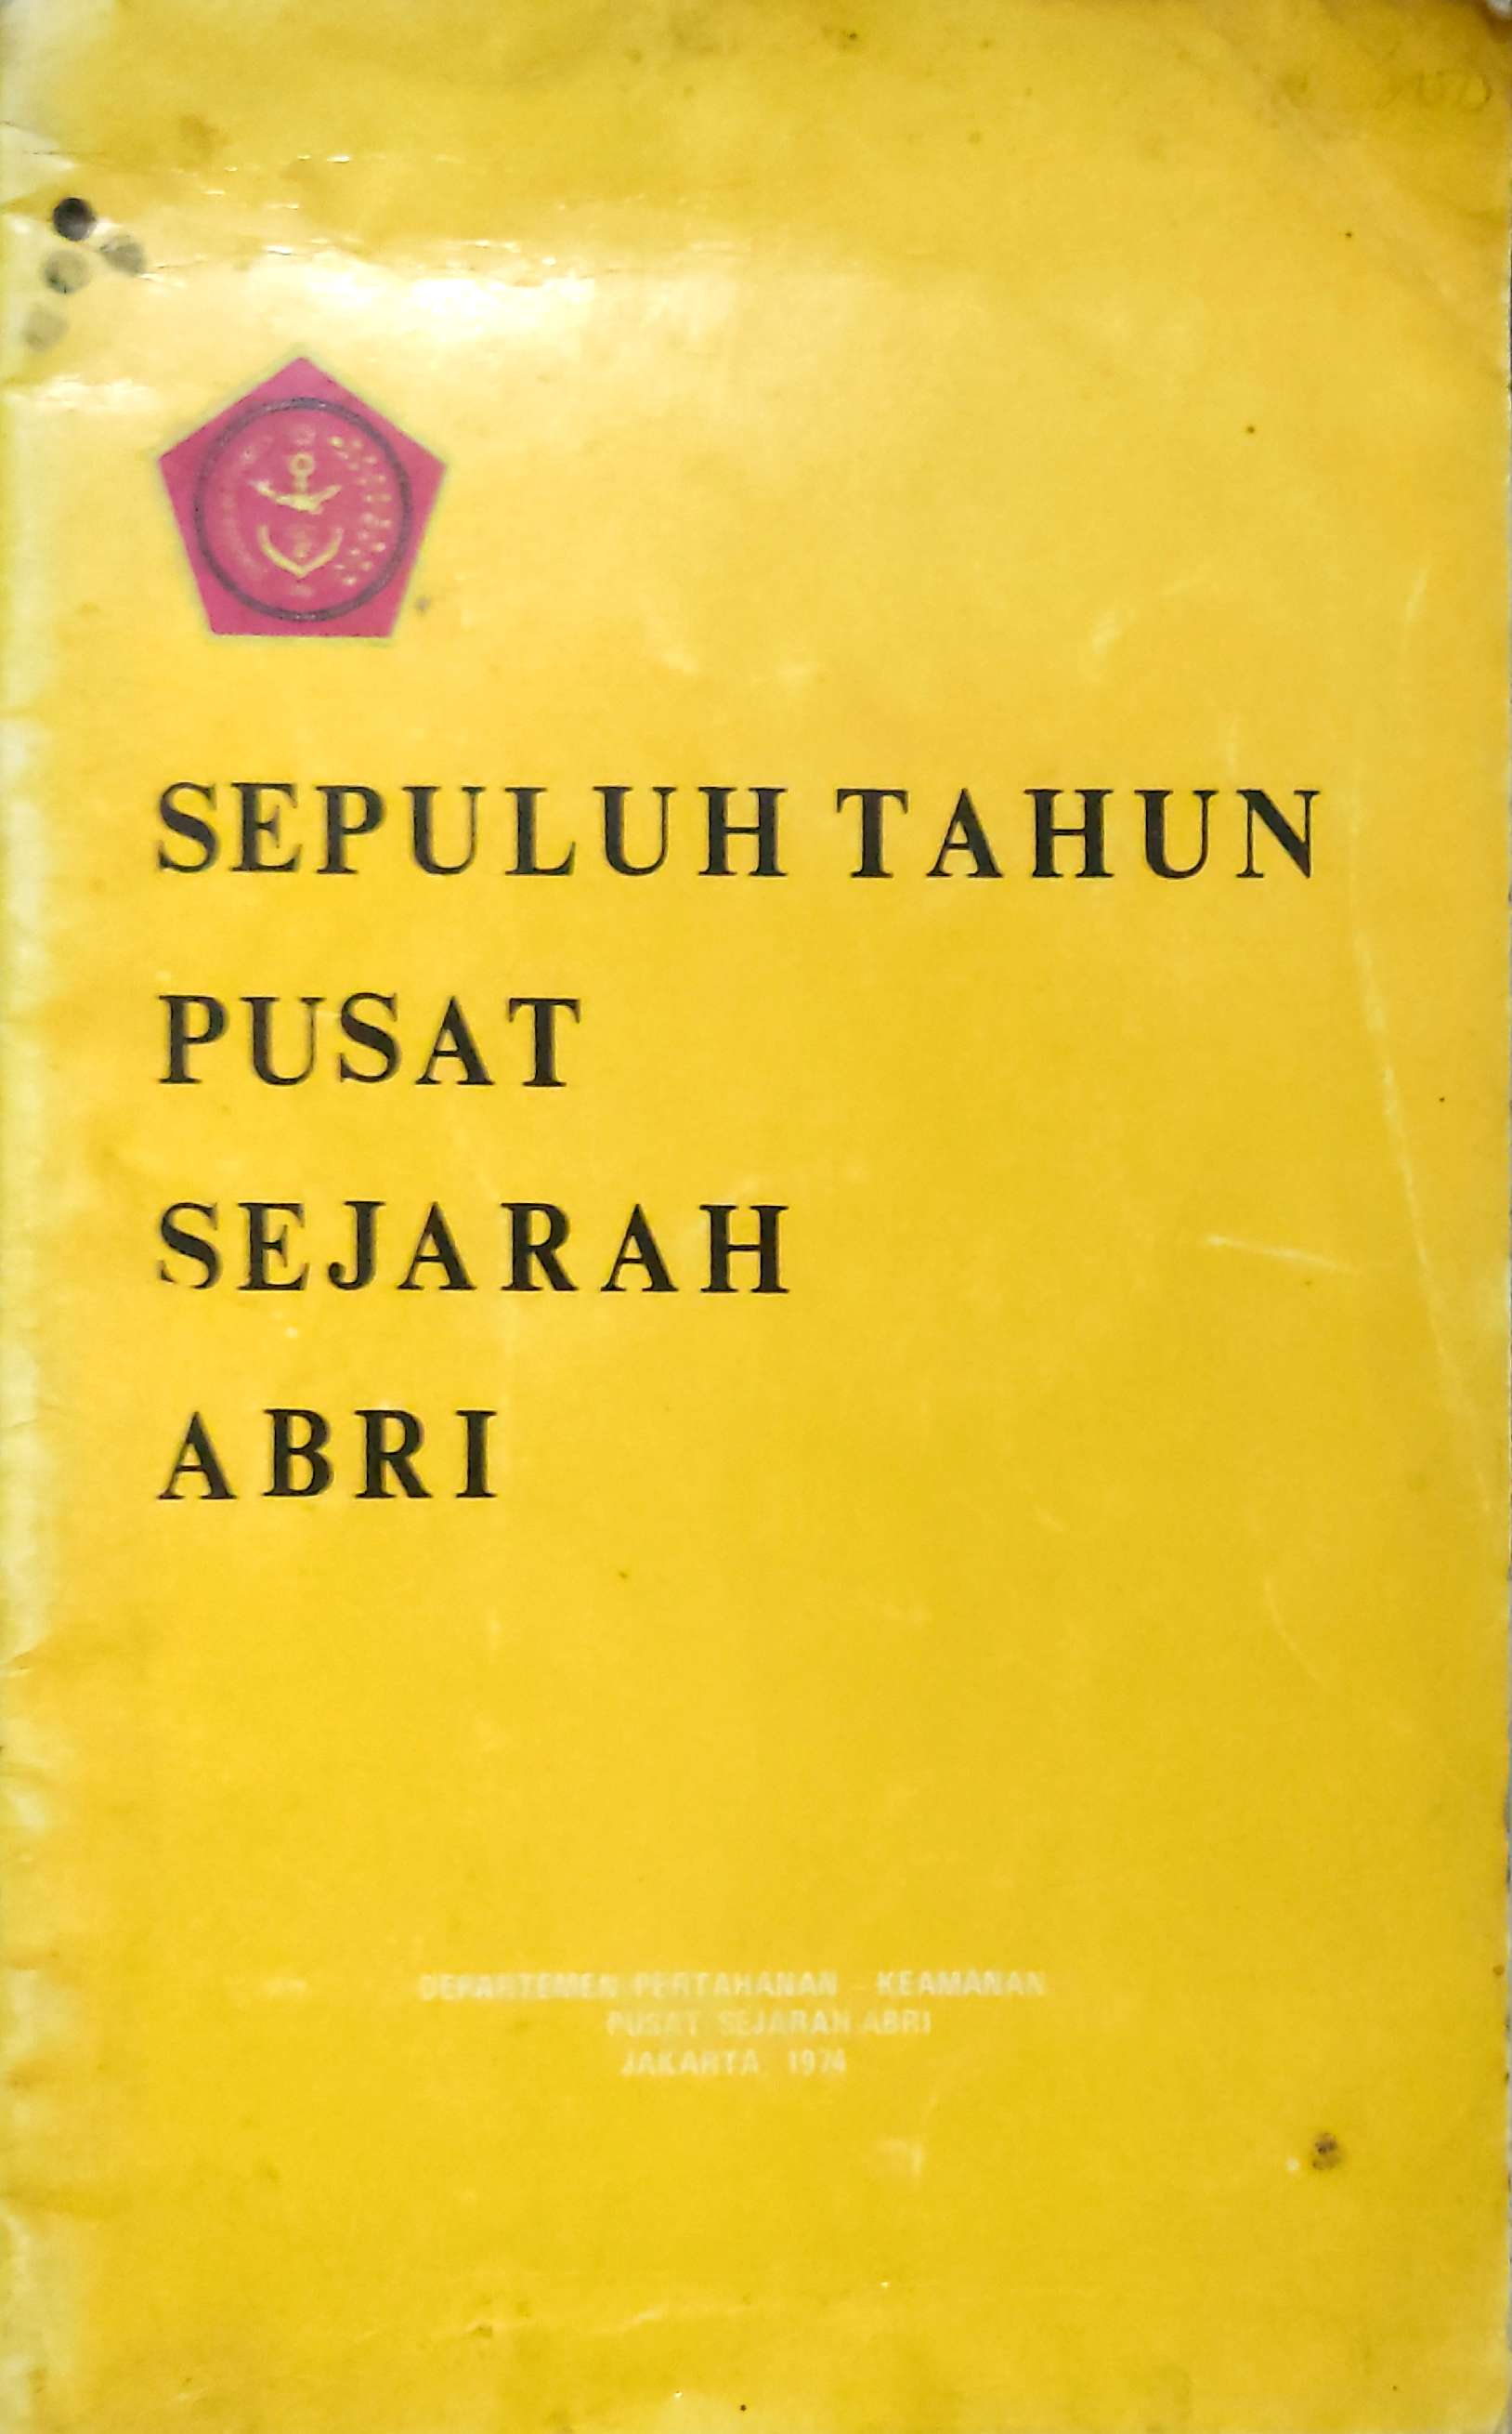 SEPULUH TAHUN
PUSAT
SEJARAH
ABRI
DEPARTEMEN PERTAHANAN - KEAMANAN
PUSAT SEJARAH ABRI
JAKARTA 1974